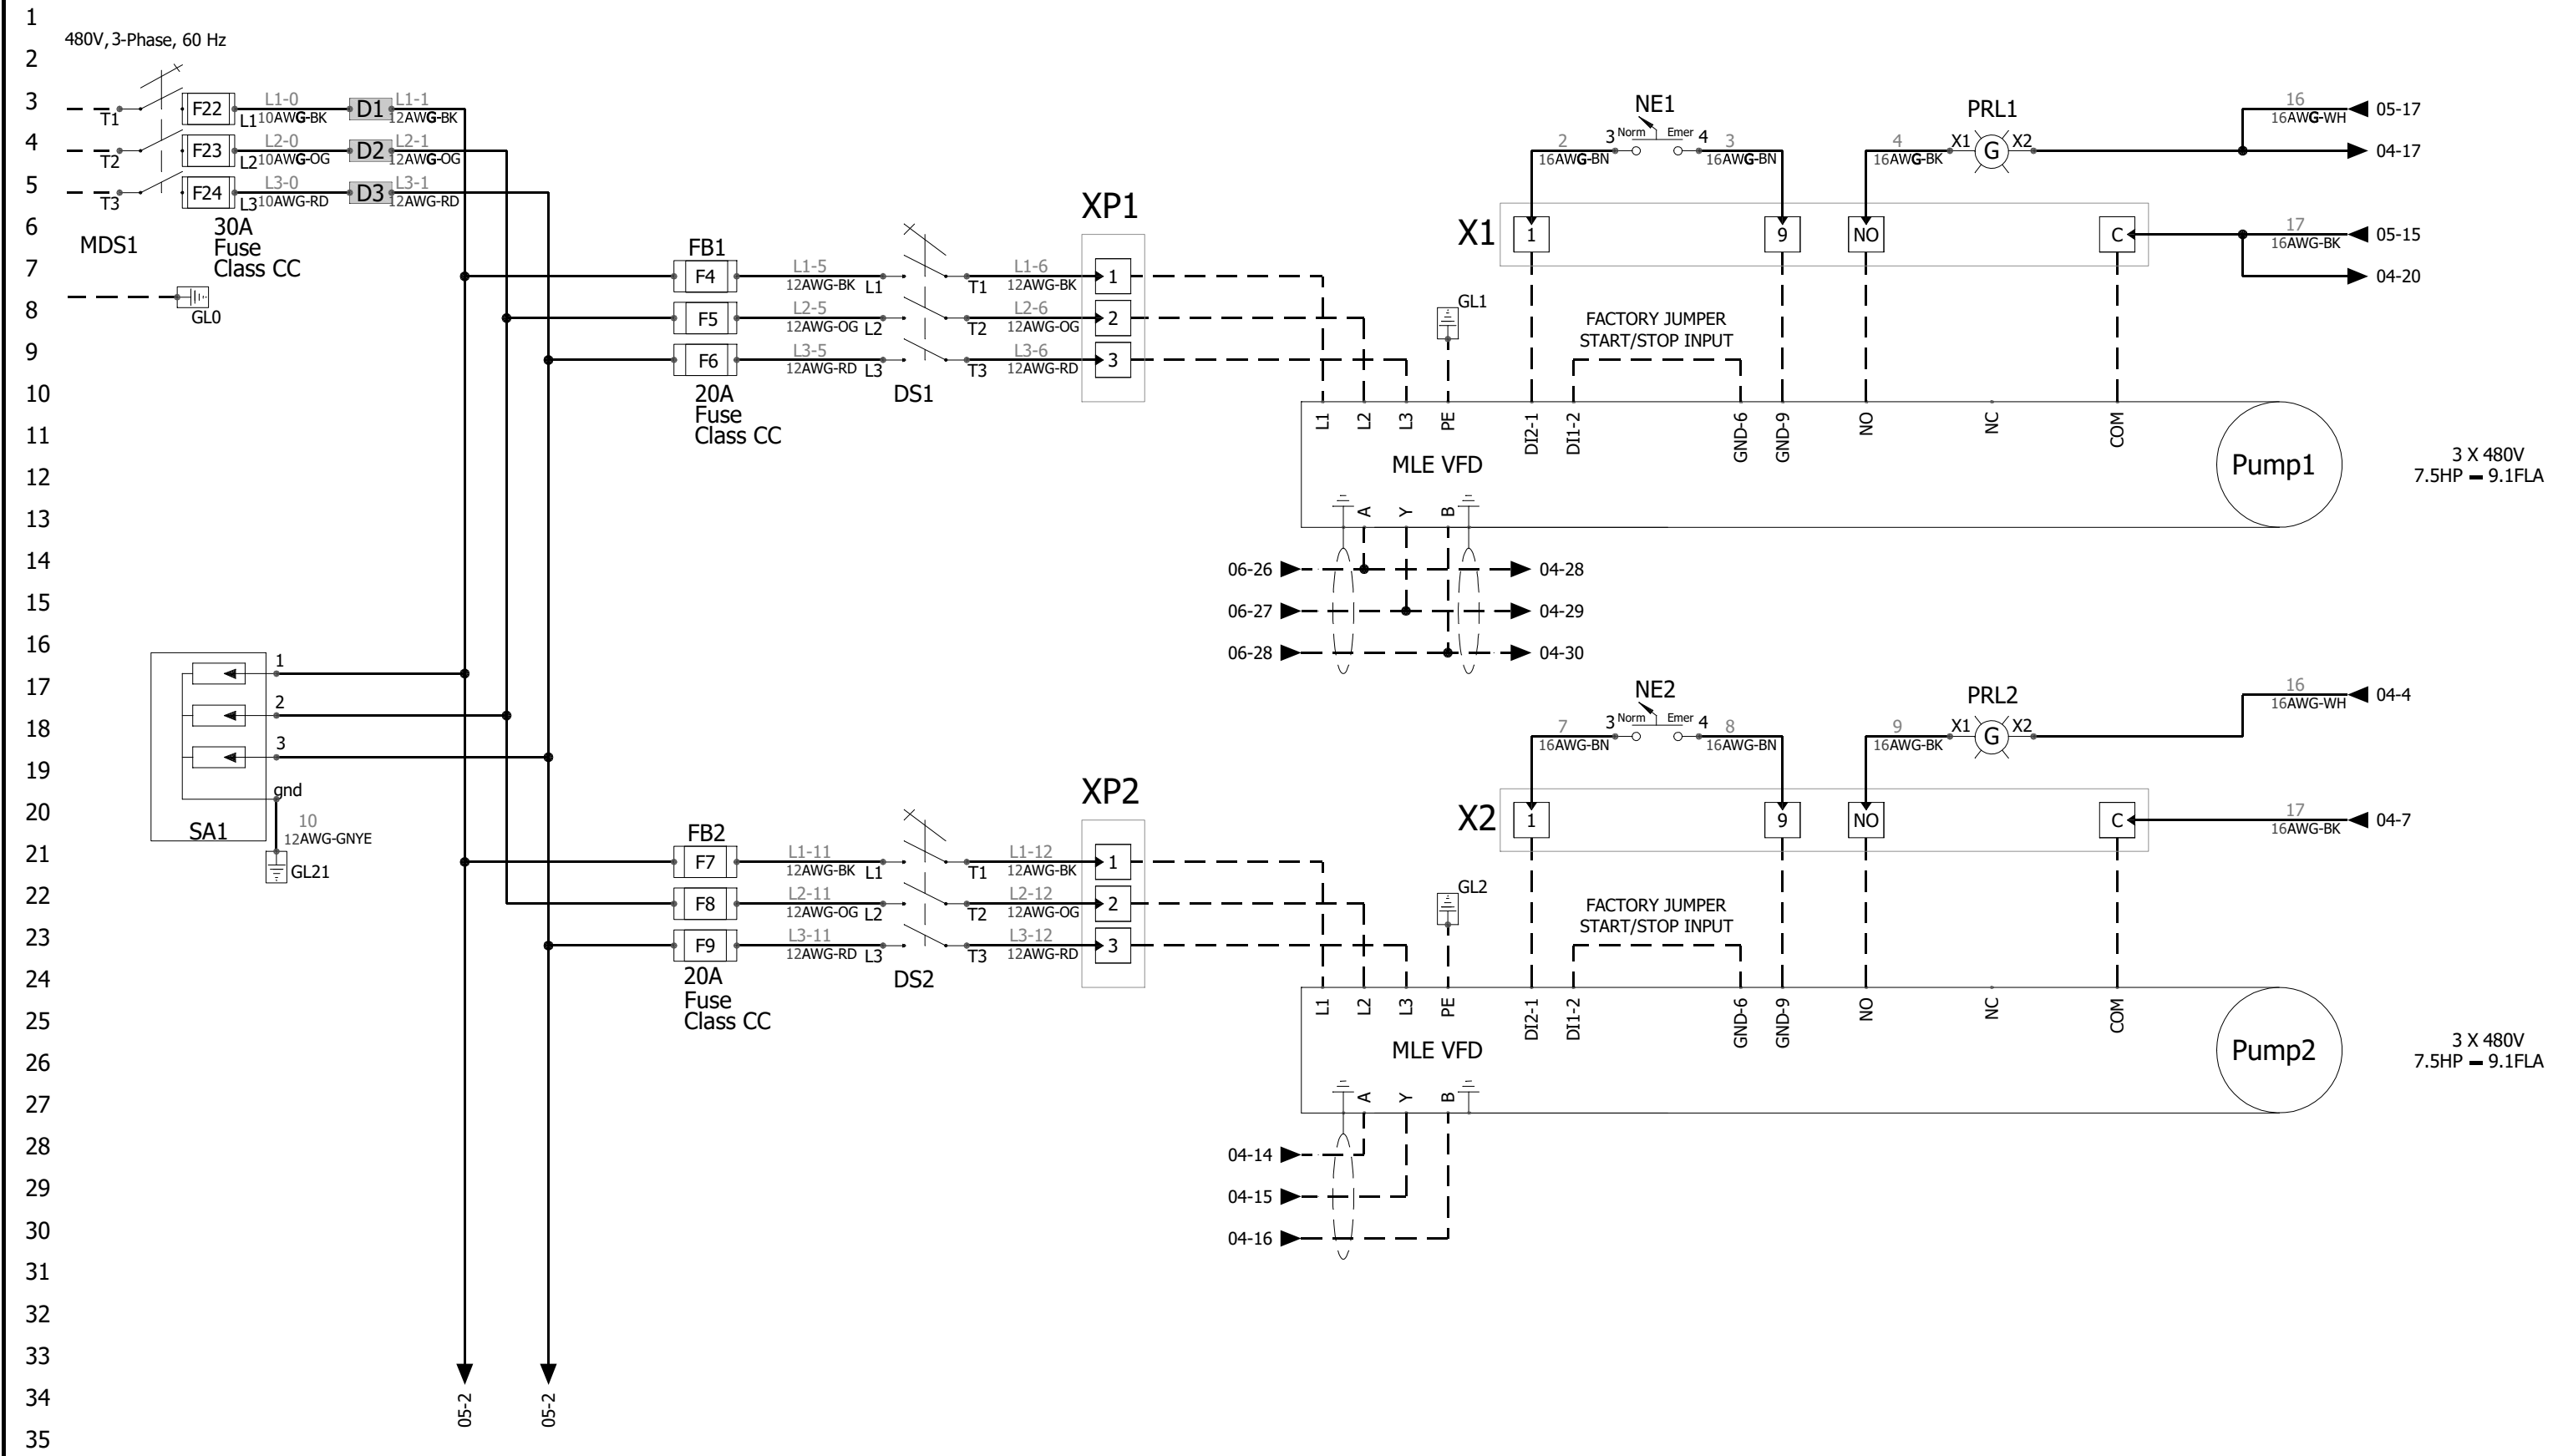 1
480V, 3-Phase, 60 Hz
2
3
T1
F22
L1
L1-0
10AWG-BK
D1
L1-1
12AWG-BK
4
T2
F23
L2
L2-0
10AWG-OG
D2
L2-1
12AWG-OG
5
T3
F24
L3
L3-0
10AWG-RD
D3
L3-1
12AWG-RD
MDS1
30A
Fuse
Class CC
GL0
6
7
8
9
10
11
12
13
14
15
16
17
18
19
20
21
22
23
24
25
26
27
28
29
30
31
32
33
34
35
FB1
F4
L1-5
12AWG-BK
L1
T1
L1-6
12AWG-BK
1
F5
L2-5
12AWG-OG
L2
T2
L2-6
12AWG-OG
2
F6
L3-5
12AWG-RD
L3
T3
L3-6
12AWG-RD
3
20A
Fuse
Class CC
DS1
XP1
NE1
2
16AWG-BN
3
Norm
Emer
4
3
16AWG-BN
PRL1
4
16AWG-BK
X1
G
X2
16
16AWG-WH
05-17
04-17
X1
1
9
NO
C
17
16AWG-BK
05-15
04-20
GL1
FACTORY JUMPER
START/STOP INPUT
L1
L2
L3
PE
DI2-1
DI1-2
GND-6
GND-9
NO
NC
COM
MLE VFD
Pump1
3 X 480V
7.5HP - 9.1FLA
A
Y
B
06-26
04-28
06-27
04-29
06-28
04-30
1
2
3
gnd
SA1
10
12AWG-GNYE
GL21
FB2
F7
L1-11
12AWG-BK
L1
T1
L1-12
12AWG-BK
1
F8
L2-11
12AWG-OG
L2
T2
L2-12
12AWG-OG
2
F9
L3-11
12AWG-RD
L3
T3
L3-12
12AWG-RD
3
20A
Fuse
Class CC
DS2
XP2
NE2
7
16AWG-BN
3
Norm
Emer
4
8
16AWG-BN
PRL2
9
16AWG-BK
X1
G
X2
16
16AWG-WH
04-4
X2
1
9
NO
C
17
16AWG-BK
04-7
GL2
FACTORY JUMPER
START/STOP INPUT
L1
L2
L3
PE
DI2-1
DI1-2
GND-6
GND-9
NO
NC
COM
MLE VFD
Pump2
3 X 480V
7.5HP - 9.1FLA
A
Y
B
04-14
04-15
04-16
05-2
05-2